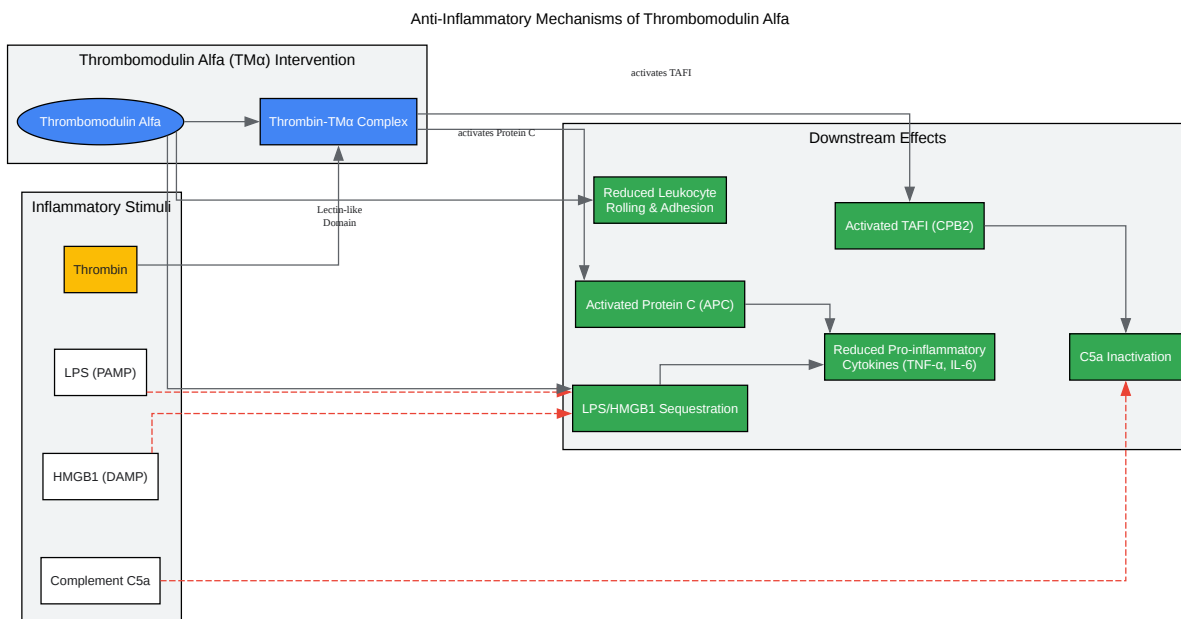 Anti-Inflammatory Mechanisms of Thrombomodulin Alfa
Thrombomodulin Alfa (TMα) Intervention
Thrombomodulin Alfa
Thrombin-TMα Complex
activates TAFI
activates Protein C
Lectin-like
Domain
Inflammatory Stimuli
Thrombin
LPS (PAMP)
HMGB1 (DAMP)
Complement C5a
Downstream Effects
Reduced Leukocyte
Rolling & Adhesion
Activated TAFI (CPB2)
Activated Protein C (APC)
Reduced Pro-inflammatory
Cytokines (TNF-α, IL-6)
C5a Inactivation
LPS/HMGB1 Sequestration